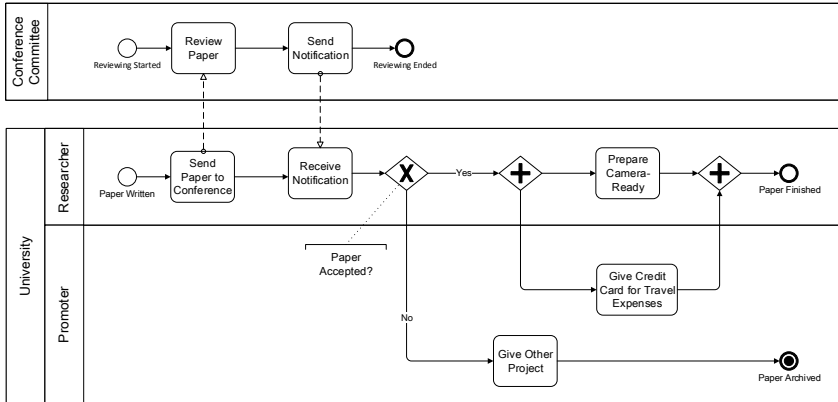 Conference
Committee
Reviewing Started
Review
Paper
Send
Notification
Reviewing Ended
University
Researcher
Paper Written
Send
Paper to
Conference
Receive
Notification
X
Yes
Prepare
Camera-
Ready
Paper Finished
Paper
Accepted?
Promoter
Give Credit
Card for Travel
Expenses
No
Give Other
Project
Paper Archived